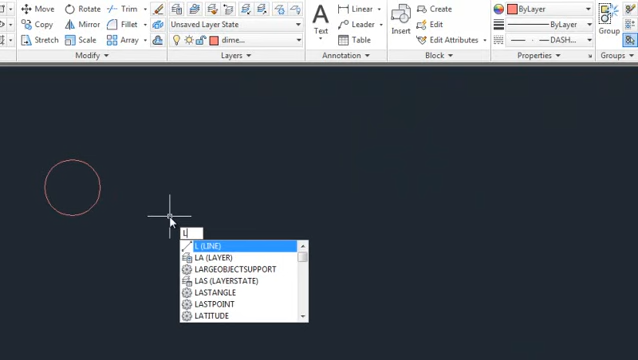 Move Rotate Trim Unsaved Layer State Linear Create ByLayer
Copy Mirror Fillet Leader Edit ByLayer
Stretch Scale Array dime... Text Table Insert Edit Attributes DASH... Group
Modify Layers Annotation Block Properties Groups
L
L (LINE)
LA (LAYER)
LARGEOBJECTSUPPORT
LAS (LAYERSTATE)
LASTANGLE
LASTPOINT
LATITUDE